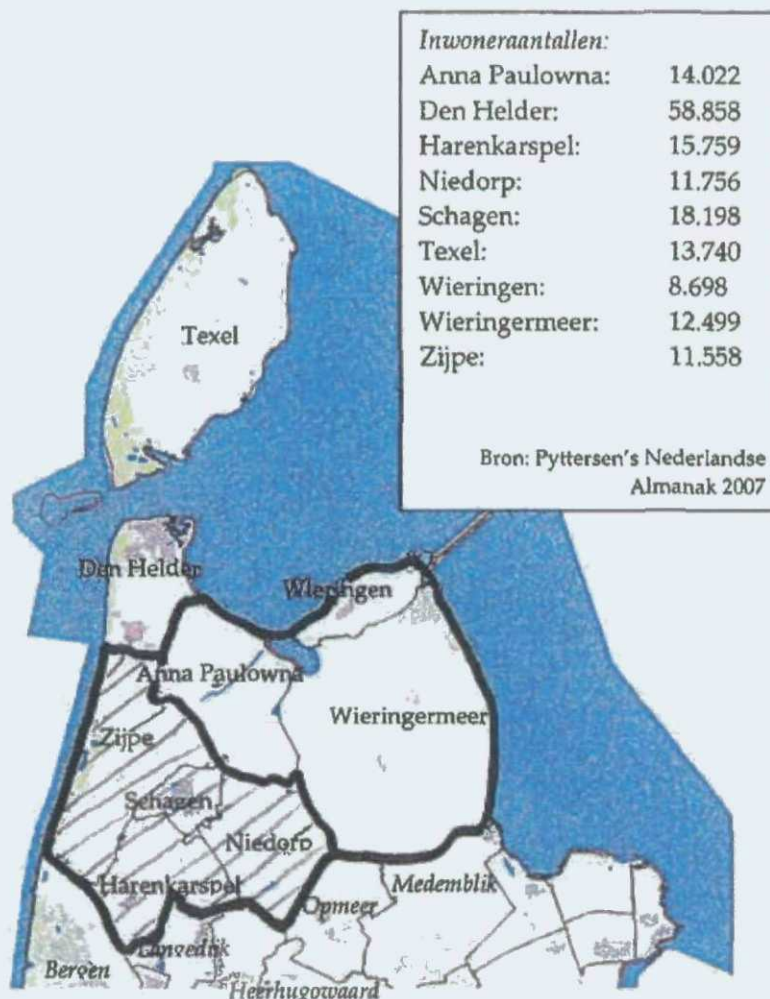 Inwoneraantallen:
Anna Paulowna: 14.022
Den Helder: 58.858
Harenkarspel: 15.759
Niedorp: 11.756
Schagen: 18.198
Texel: 13.740
Wieringen: 8.698
Wieringermeer: 12.499
Zijpe: 11.558
Bron: Pyttersen's Nederlandse
Almanak 2007
Texel
Den Helder
Wieringen
Anna Paulowna
Wieringermeer
Zijpe
Schagen
Niedorp
Harenkarspel
Medemblik
Opmeer
Langedijk
Bergen
Heerhugowaard